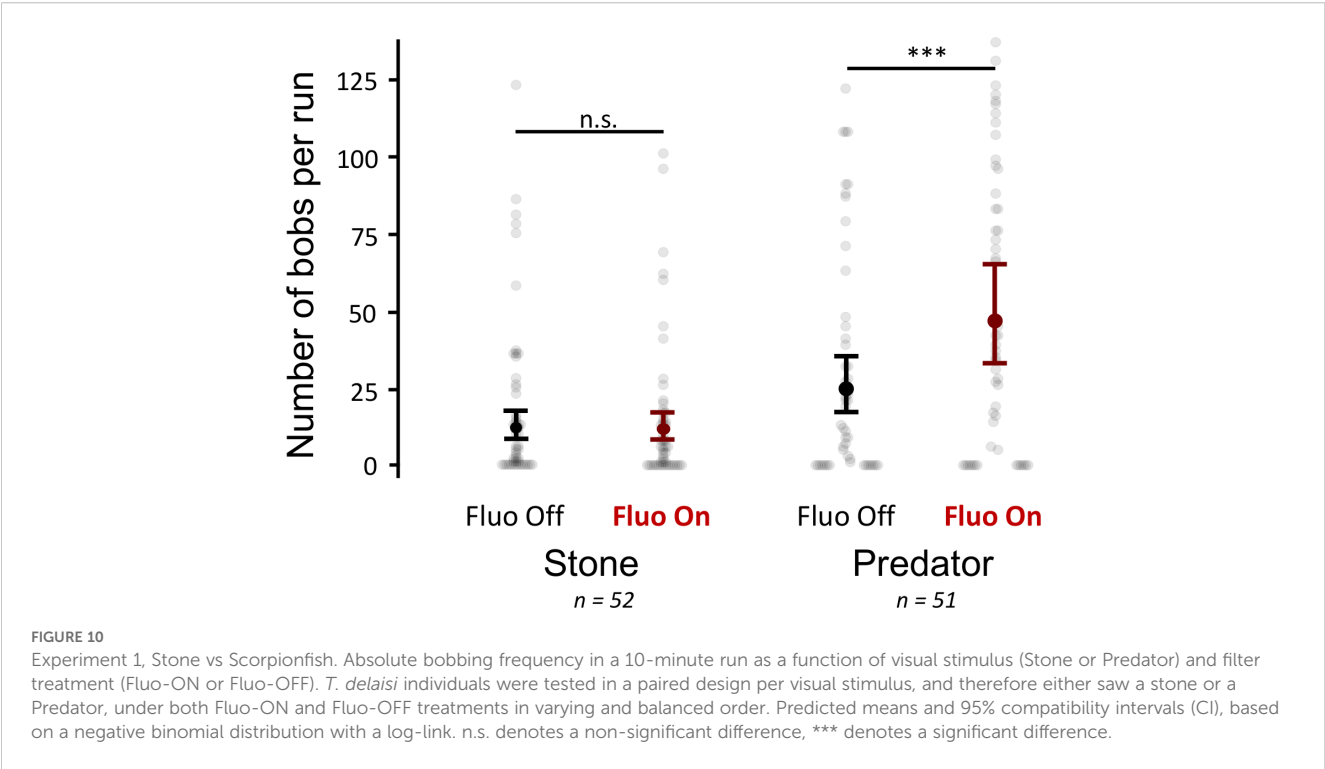 Number of bobs per run
125
100
75
50
25
0
n.s.
***
Fluo Off
Fluo On
Fluo Off
Fluo On
Stone
Predator
n = 52
n = 51
FIGURE 10
Experiment 1, Stone vs Scorpionfish. Absolute bobbing frequency in a 10-minute run as a function of visual stimulus (Stone or Predator) and filter
treatment (Fluo-ON or Fluo-OFF). T. delaisi individuals were tested in a paired design per visual stimulus, and therefore either saw a stone or a
Predator, under both Fluo-ON and Fluo-OFF treatments in varying and balanced order. Predicted means and 95% compatibility intervals (CI), based
on a negative binomial distribution with a log-link. n.s. denotes a non-significant difference, *** denotes a significant difference.